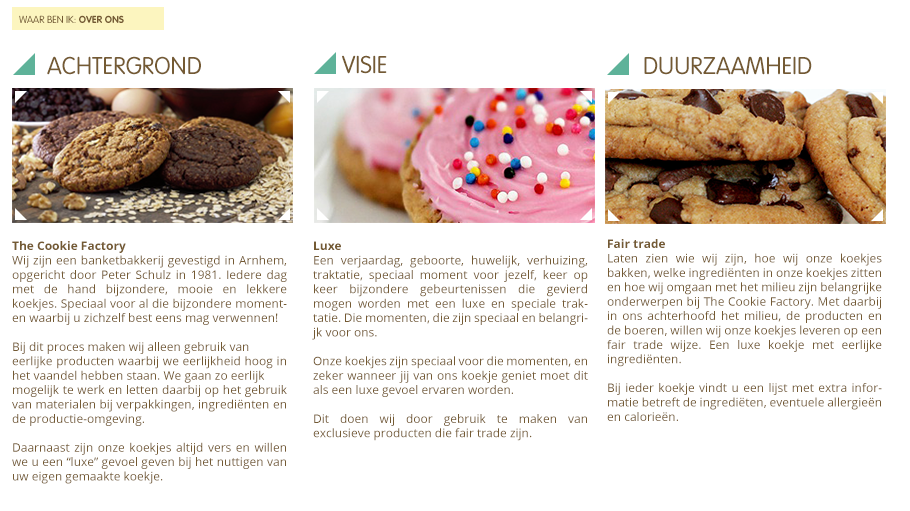 WAAR BEN IK: OVER ONS
ACHTERGROND
The Cookie Factory
Wij zijn een banketbakkerij gevestigd in Arnhem,
opgericht door Peter Schulz in 1981. Iedere dag
met de hand bijzondere, mooie en lekkere
koekjes. Speciaal voor al die bijzondere moment-
en waarbij u zichzelf best eens mag verwennen!
Bij dit proces maken wij alleen gebruik van
eerlijke producten waarbij we eerlijkheid hoog in
het vaandel hebben staan. We gaan zo eerlijk
mogelijk te werk en letten daarbij op het gebruik
van materialen bij verpakkingen, ingrediënten en
de productie-omgeving.
Daarnaast zijn onze koekjes altijd vers en willen
we u een “luxe” gevoel geven bij het nuttigen van
uw eigen gemaakte koekje.
VISIE
Luxe
Een verjaardag, geboorte, huwelijk, verhuizing,
traktatie, speciaal moment voor jezelf, keer op
keer bijzondere gebeurtenissen die gevierd
mogen worden met een luxe en speciale trak-
tatie. Die momenten, die zijn speciaal en belangri-
jk voor ons.
Onze koekjes zijn speciaal voor die momenten, en
zeker wanneer jij van ons koekje geniet moet dit
als een luxe gevoel ervaren worden.
Dit doen wij door gebruik te maken van
exclusieve producten die fair trade zijn.
DUURZAAMHEID
Fair trade
Laten zien wie wij zijn, hoe wij onze koekjes
bakken, welke ingrediënten in onze koekjes zitten
en hoe wij omgaan met het milieu zijn belangrijke
onderwerpen bij The Cookie Factory. Met daarbij
in ons achterhoofd het milieu, de producten en
de boeren, willen wij onze koekjes leveren op een
fair trade wijze. Een luxe koekje met eerlijke
ingrediënten.
Bij ieder koekje vindt u een lijst met extra infor-
matie betreft de ingrediëten, eventuele allergieën
en calorieën.